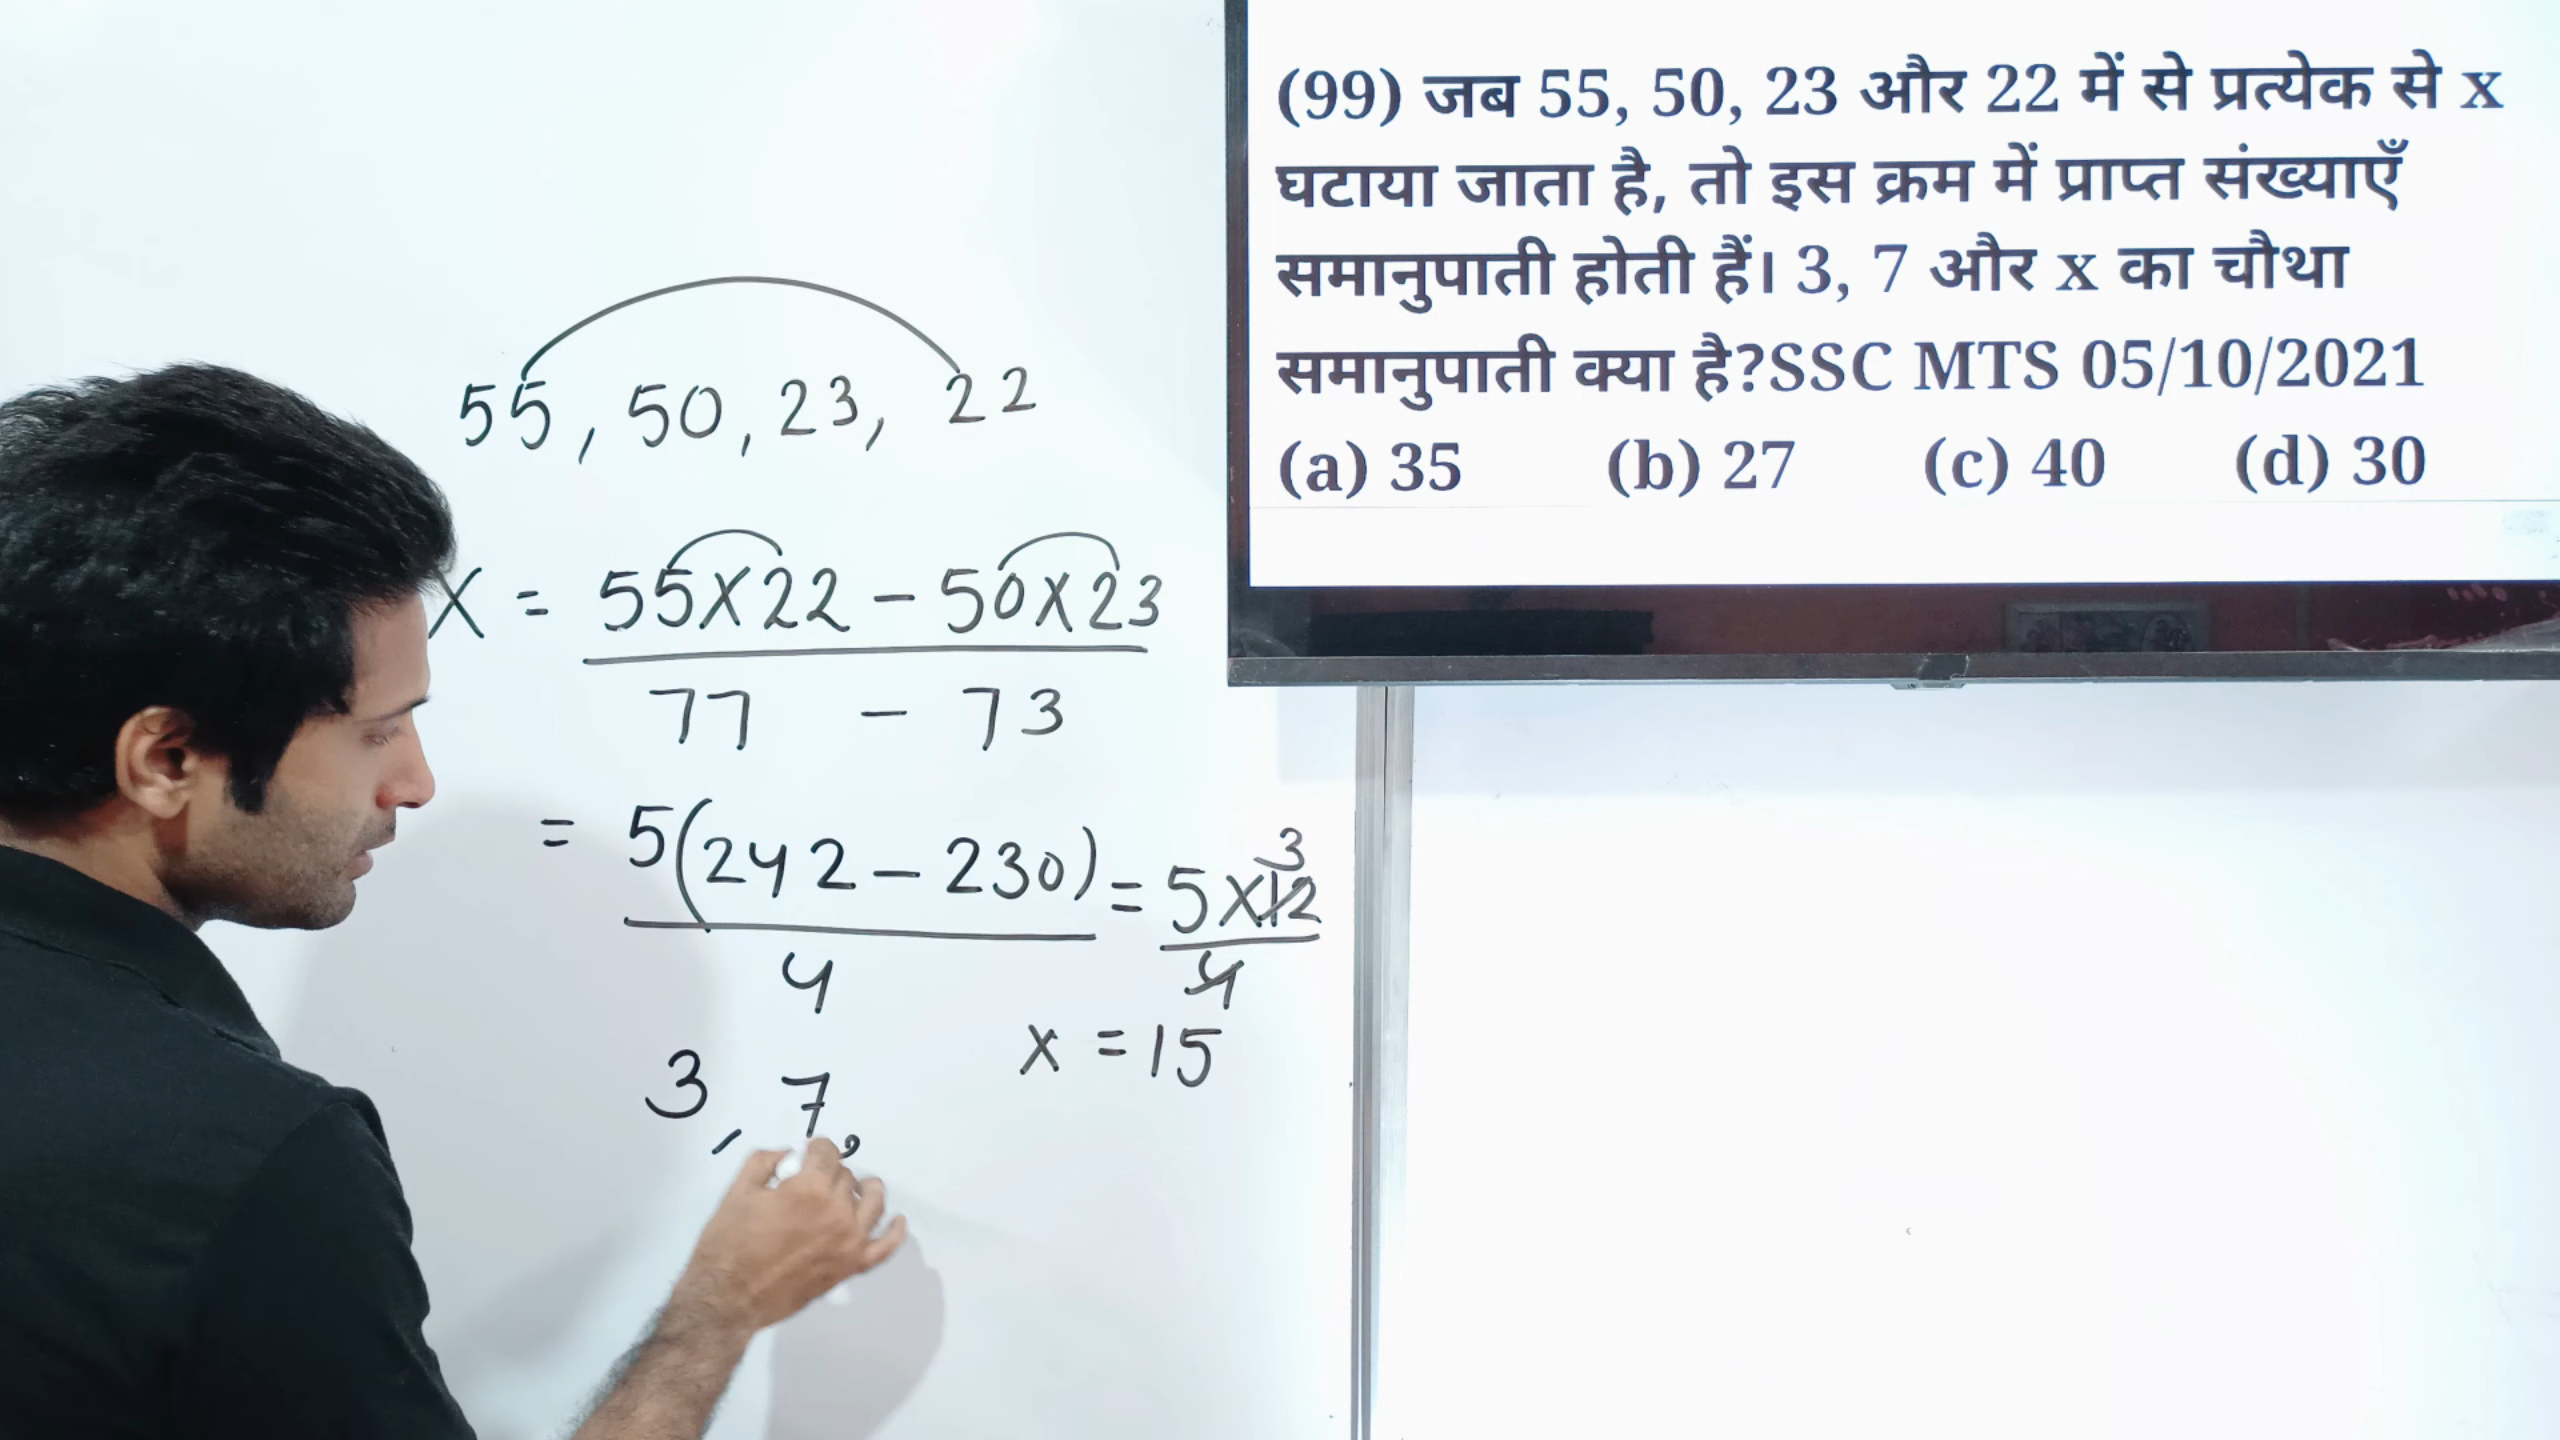 (99) जब 55, 50, 23 और 22 में से प्रत्येक से x
घटाया जाता है, तो इस क्रम में प्राप्त संख्याएँ
समानुपाती होती हैं। 3, 7 और x का चौथा
समानुपाती क्या है?SSC MTS 05/10/2021
(a) 35 (b) 27 (c) 40 (d) 30
55, 50, 23, 22
X = 55X22 - 50X23
77 - 73
= 5(242-230) = 5X12 3
4 4
x = 15
3, 7,